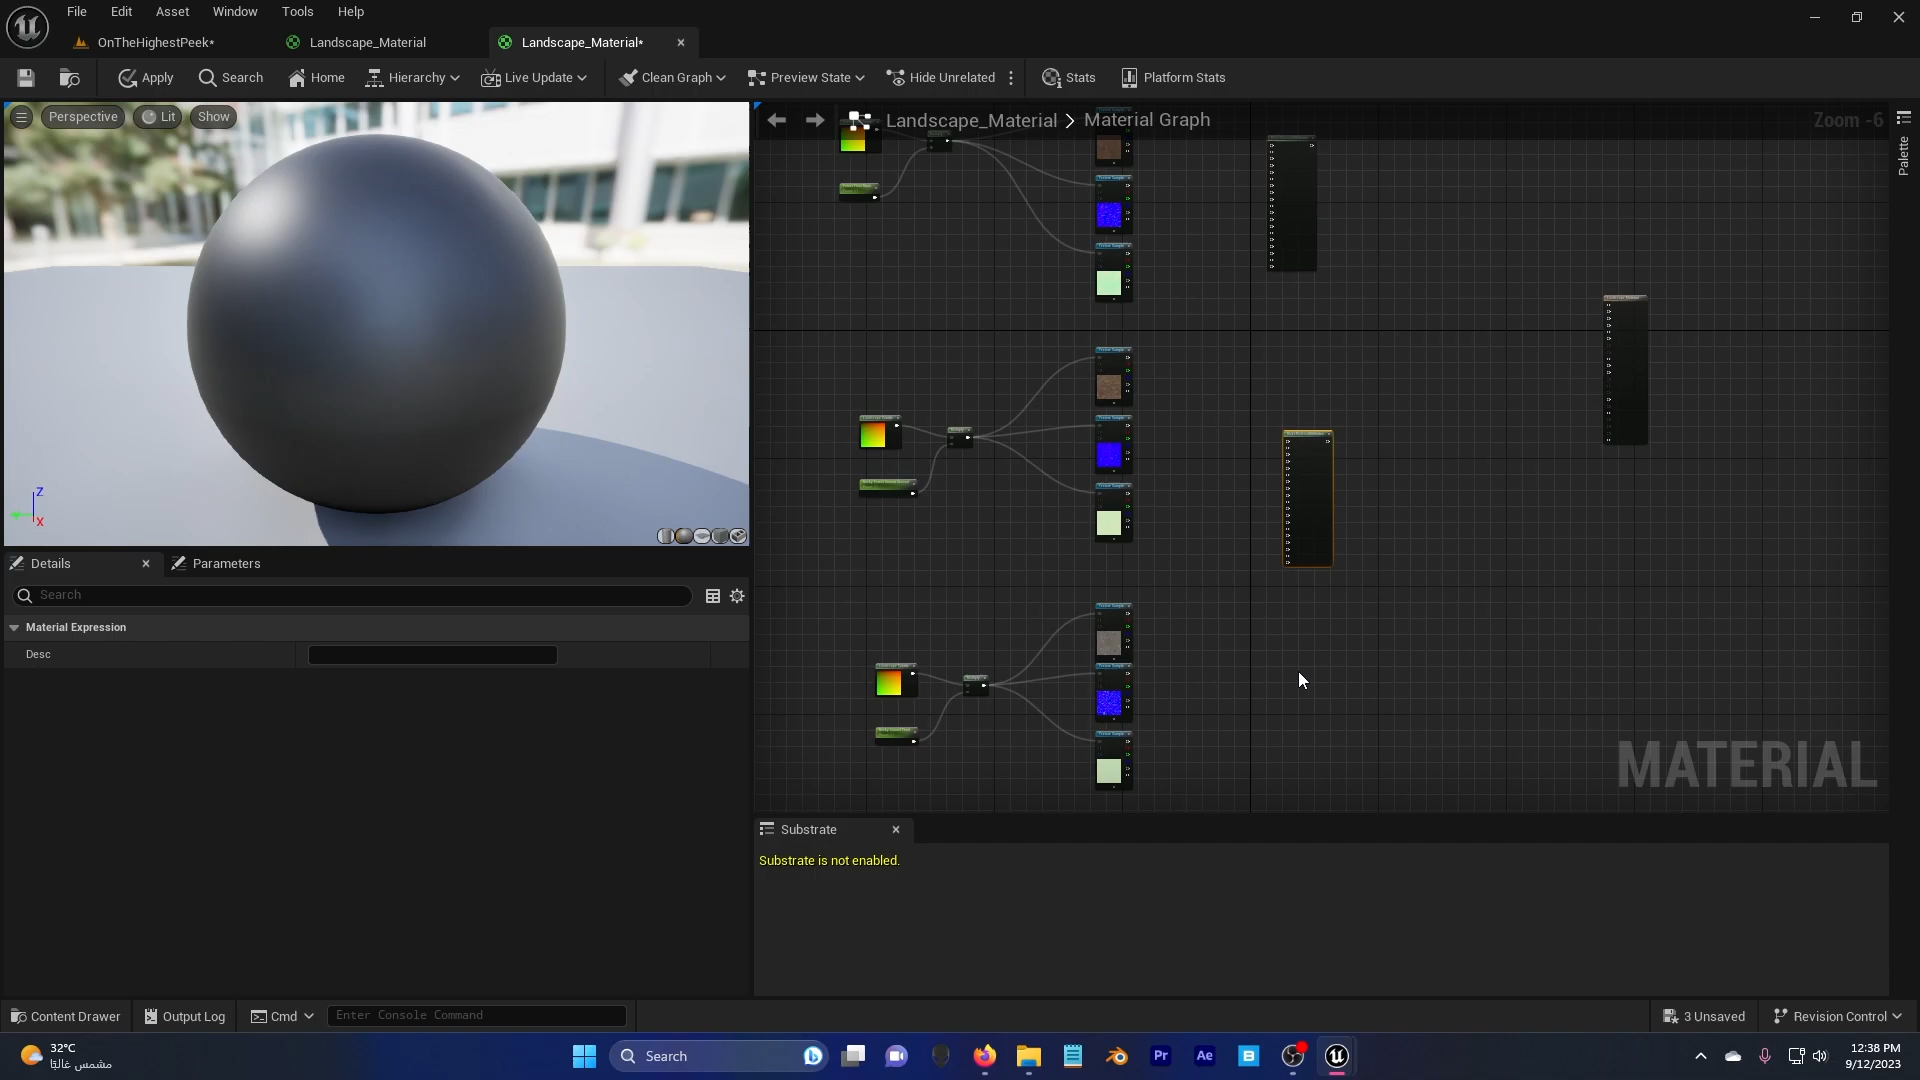 File Edit Asset Window Tools Help
OnTheHighestPeek* Landscape_Material Landscape_Material*
Apply Search Home Hierarchy Live Update Clean Graph Preview State Hide Unrelated Stats Platform Stats
Perspective Lit Show
Landscape_Material > Material Graph
Zoom -6
Palette
Z
X
MATERIAL
Details Parameters
Search
Material Expression
Desc
Substrate
Substrate is not enabled.
Content Drawer Output Log Cmd Enter Console Command 3 Unsaved Revision Control
32°C
مشمس غالبًا
Search
Pr Ae B
12:38 PM
9/12/2023